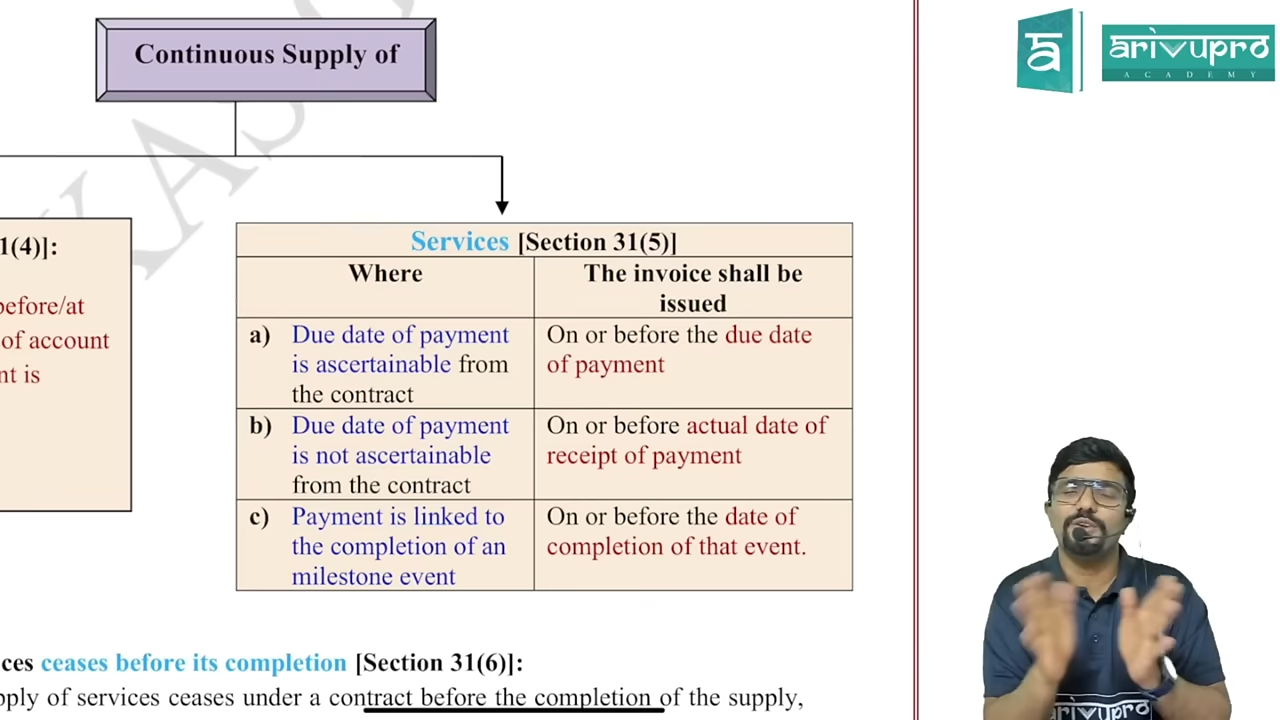 Continuous Supply of
ā
arivupro
ACADEMY
1(4)]:
before/at
of account
nt is
Services [Section 31(5)]
Where
The invoice shall be
issued
a) Due date of payment
is ascertainable from
the contract
On or before the due date
of payment
b) Due date of payment
is not ascertainable
from the contract
On or before actual date of
receipt of payment
c) Payment is linked to
the completion of an
milestone event
On or before the date of
completion of that event.
ces ceases before its completion [Section 31(6)]:
pply of services ceases under a contract before the completion of the supply,
arivupro